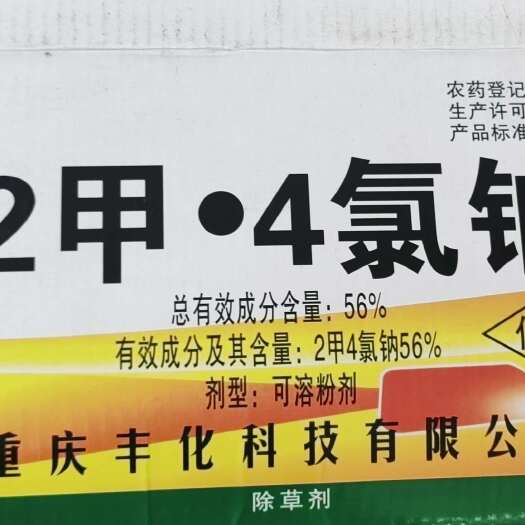 农药登记
生产许可
产品标准
2甲•4氯钠
总有效成分含量：56%
有效成分及其含量：2甲4氯钠56%
剂型：可溶粉剂
重庆丰化科技有限公
除草剂